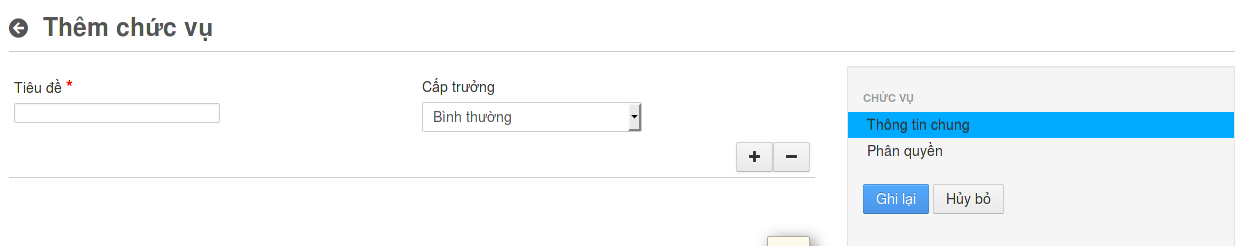 Thêm chức vụ
Tiêu đề *
Cấp trưởng
Bình thường
+ −
CHỨC VỤ
Thông tin chung
Phân quyền
Ghi lại Hủy bỏ